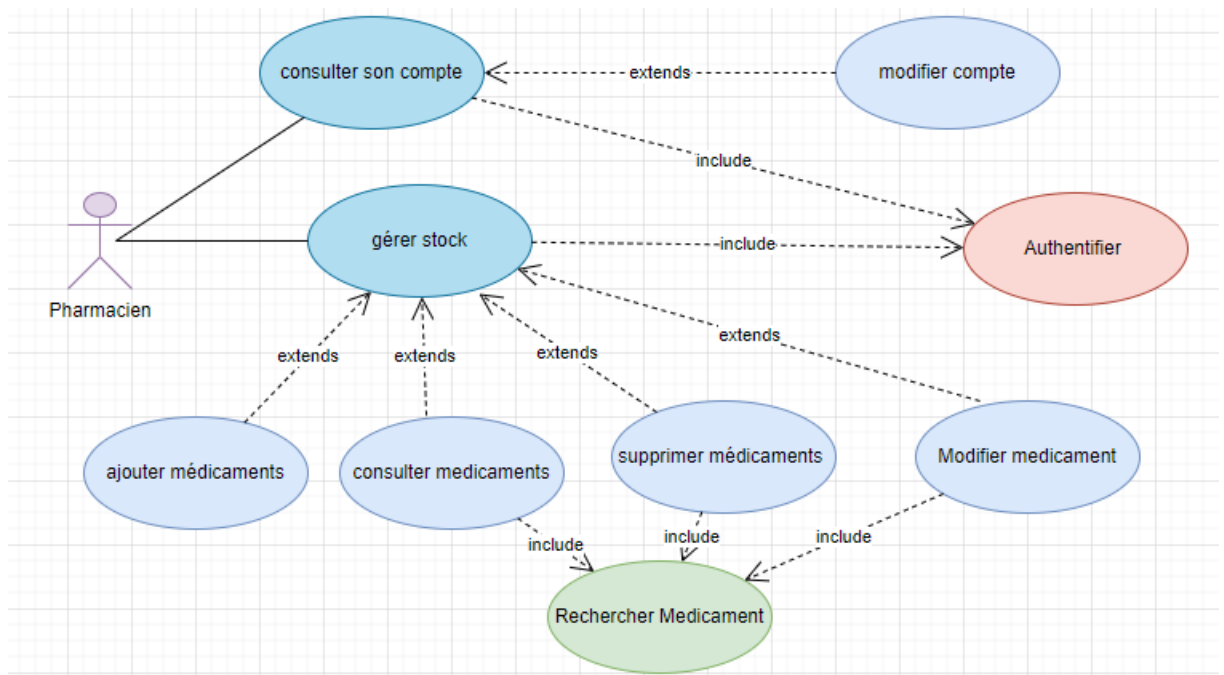 consulter son compte
extends
modifier compte
include
gérer stock
include
Authentifier
Pharmacien
extends
extends
extends
extends
ajouter médicaments
consulter medicaments
supprimer médicaments
Modifier medicament
include
include
include
Rechercher Medicament